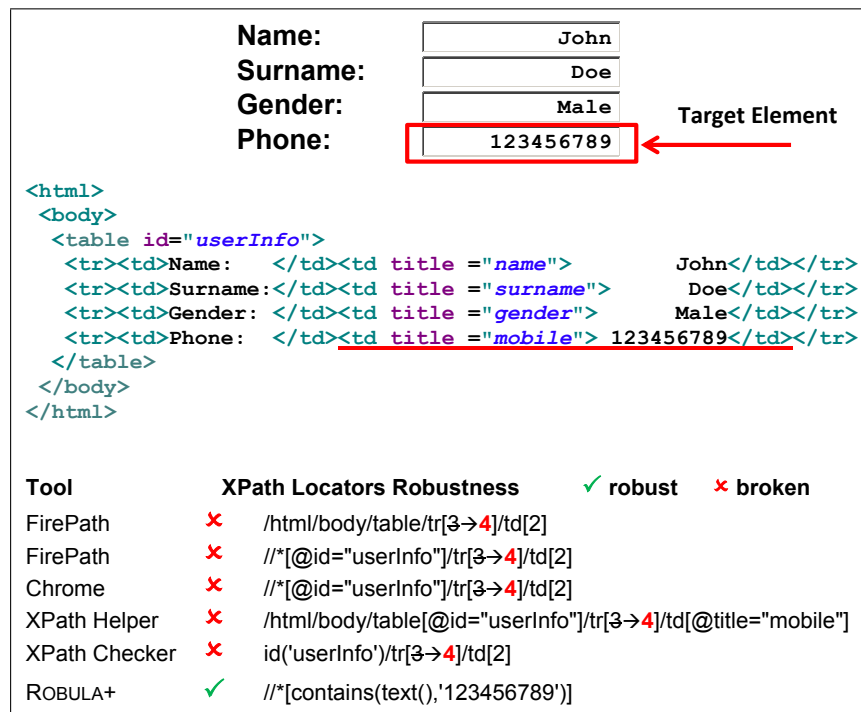 Name: John
Surname: Doe
Gender: Male
Target Element
Phone: 123456789
<html>
<body>
<table id="userInfo">
<tr><td>Name: </td><td title ="name"> John</td></tr>
<tr><td>Surname:</td><td title ="surname"> Doe</td></tr>
<tr><td>Gender: </td><td title ="gender"> Male</td></tr>
<tr><td>Phone: </td><td title ="mobile"> 123456789</td></tr>
</table>
</body>
</html>
Tool XPath Locators Robustness ✓ robust ✗ broken
FirePath ✗ /html/body/table/tr[3→4]/td[2]
FirePath ✗ //*[@id="userInfo"]/tr[3→4]/td[2]
Chrome ✗ //*[@id="userInfo"]/tr[3→4]/td[2]
XPath Helper ✗ /html/body/table[@id="userInfo"]/tr[3→4]/td[@title="mobile"]
XPath Checker ✗ id('userInfo')/tr[3→4]/td[2]
ROBULA+ ✓ //*[contains(text(),'123456789')]